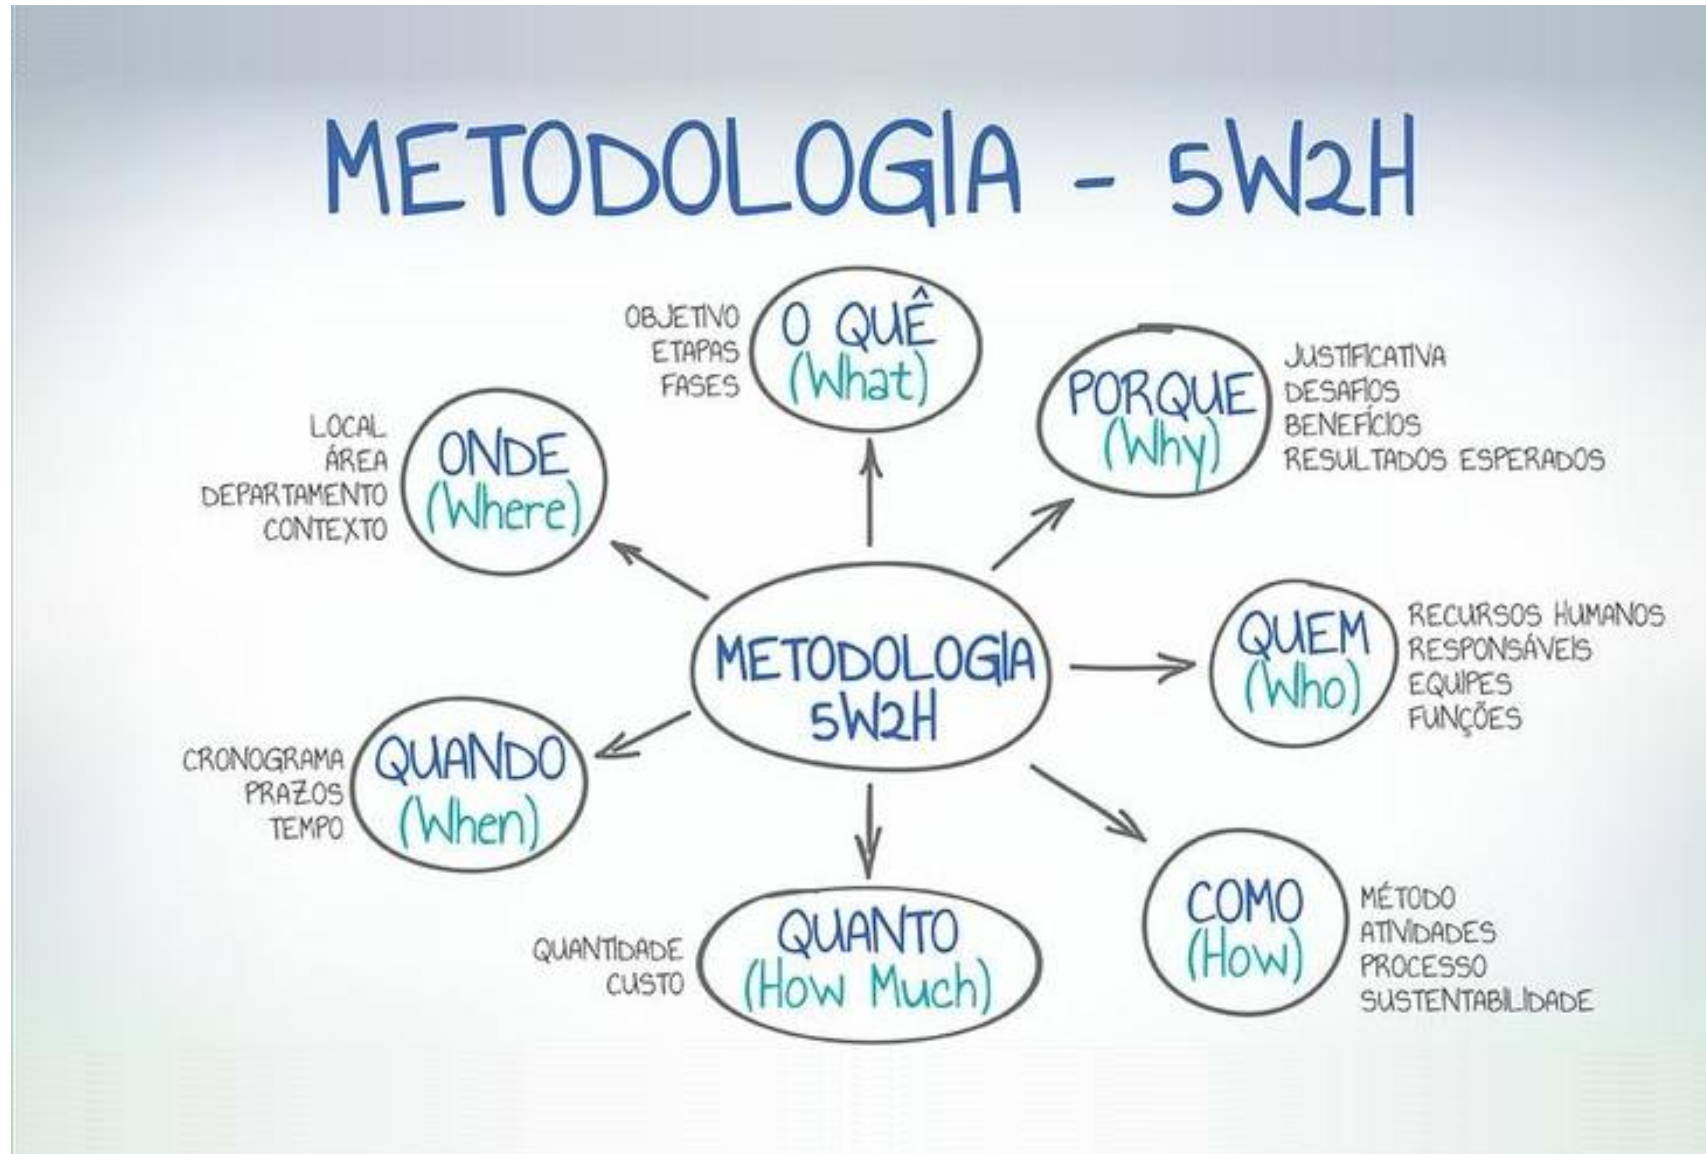 METODOLOGIA - 5W2H
OBJETIVO
ETAPAS
FASES
O QUÊ
(What)
PORQUE
(Why)
JUSTIFICATIVA
DESAFIOS
BENEFÍCIOS
RESULTADOS ESPERADOS
LOCAL
ÁREA
DEPARTAMENTO
CONTEXTO
ONDE
(Where)
METODOLOGIA
5W2H
QUEM
(Who)
RECURSOS HUMANOS
RESPONSÁVEIS
EQUIPES
FUNÇÕES
CRONOGRAMA
PRAZOS
TEMPO
QUANDO
(When)
QUANTIDADE
CUSTO
QUANTO
(How Much)
COMO
(How)
MÉTODO
ATIVIDADES
PROCESSO
SUSTENTABILIDADE